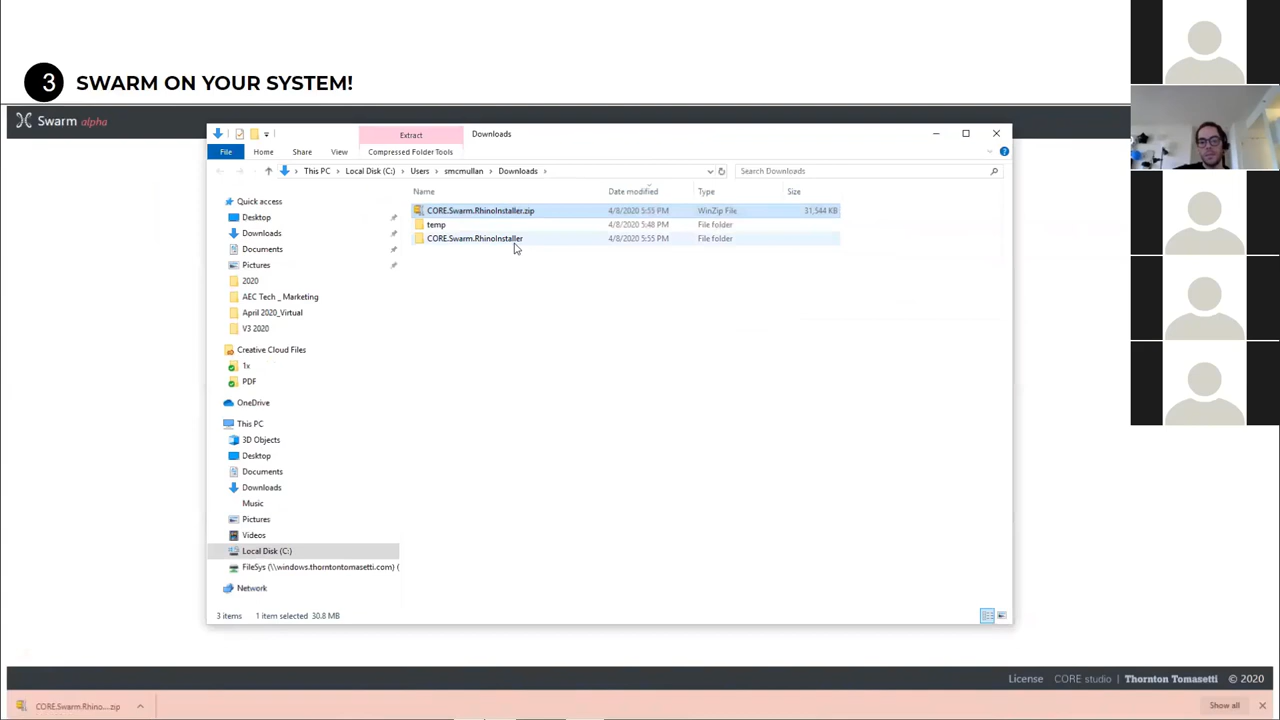 3 SWARM ON YOUR SYSTEM!
Swarm alpha
Extract Downloads
File Home Share View Compressed Folder Tools
This PC Local Disk (C:) Users smcmullan Downloads Search Downloads
Name Date modified Type Size
CORE.Swarm.RhinoInstaller.zip 4/8/2020 5:55 PM WinZip File 31,544 KB
temp 4/8/2020 5:48 PM File folder
CORE.Swarm.RhinoInstaller 4/8/2020 5:55 PM File folder
Quick access
Desktop
Downloads
Documents
Pictures
2020
AEC Tech _ Marketing
April 2020_Virtual
V3 2020
Creative Cloud Files
1x
PDF
OneDrive
This PC
3D Objects
Desktop
Documents
Downloads
Music
Pictures
Videos
Local Disk (C:)
FileSys (\\windows.thorntontomasetti.com) (
Network
3 items 1 item selected 30.8 MB
License CORE studio | Thornton Tomasetti © 2020
CORE.Swarm.Rhino....zip Show all